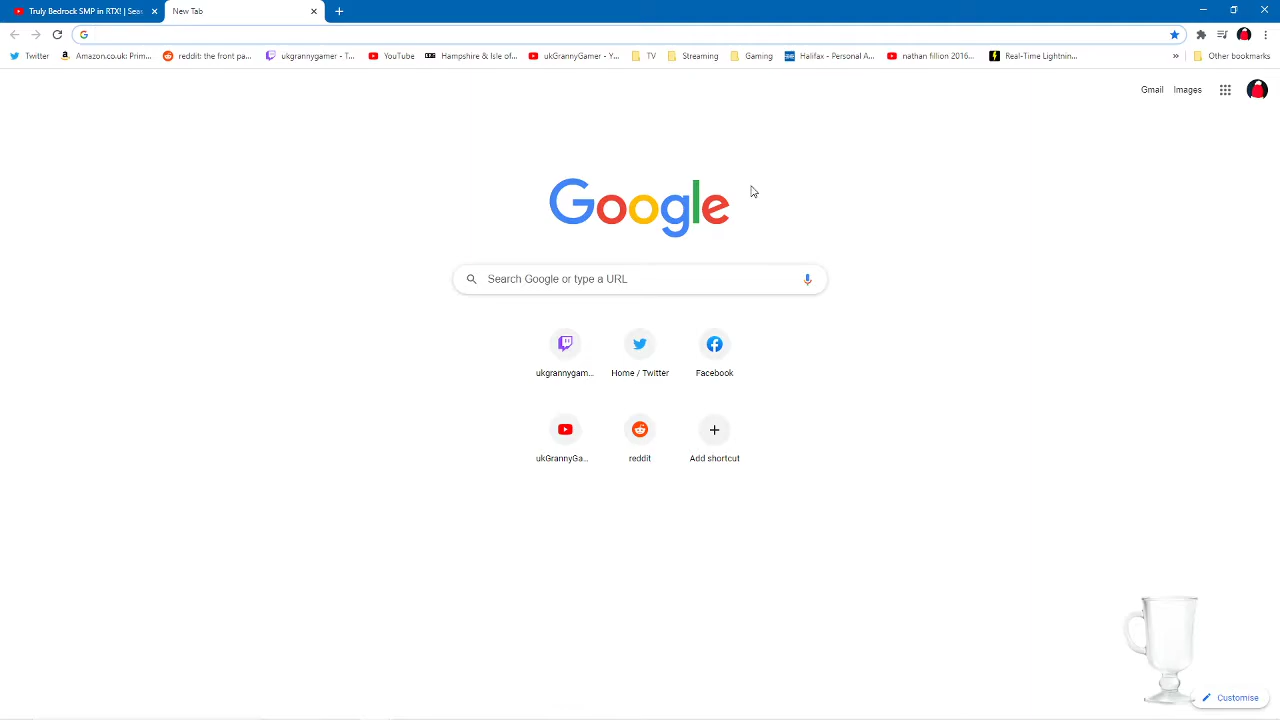 Truly Bedrock SMP in RTX! | Seas
New Tab
Twitter
Amazon.co.uk: Prim...
reddit: the front pa...
ukgrannygamer - T...
YouTube
Hampshire & Isle of...
ukGrannyGamer - Y...
TV
Streaming
Gaming
Halifax - Personal A...
nathan fillion 2016...
Real-Time Lightnin...
»
Other bookmarks
Gmail
Images
Google
Search Google or type a URL
ukgrannygam...
Home / Twitter
Facebook
ukGrannyGa...
reddit
Add shortcut
Customise